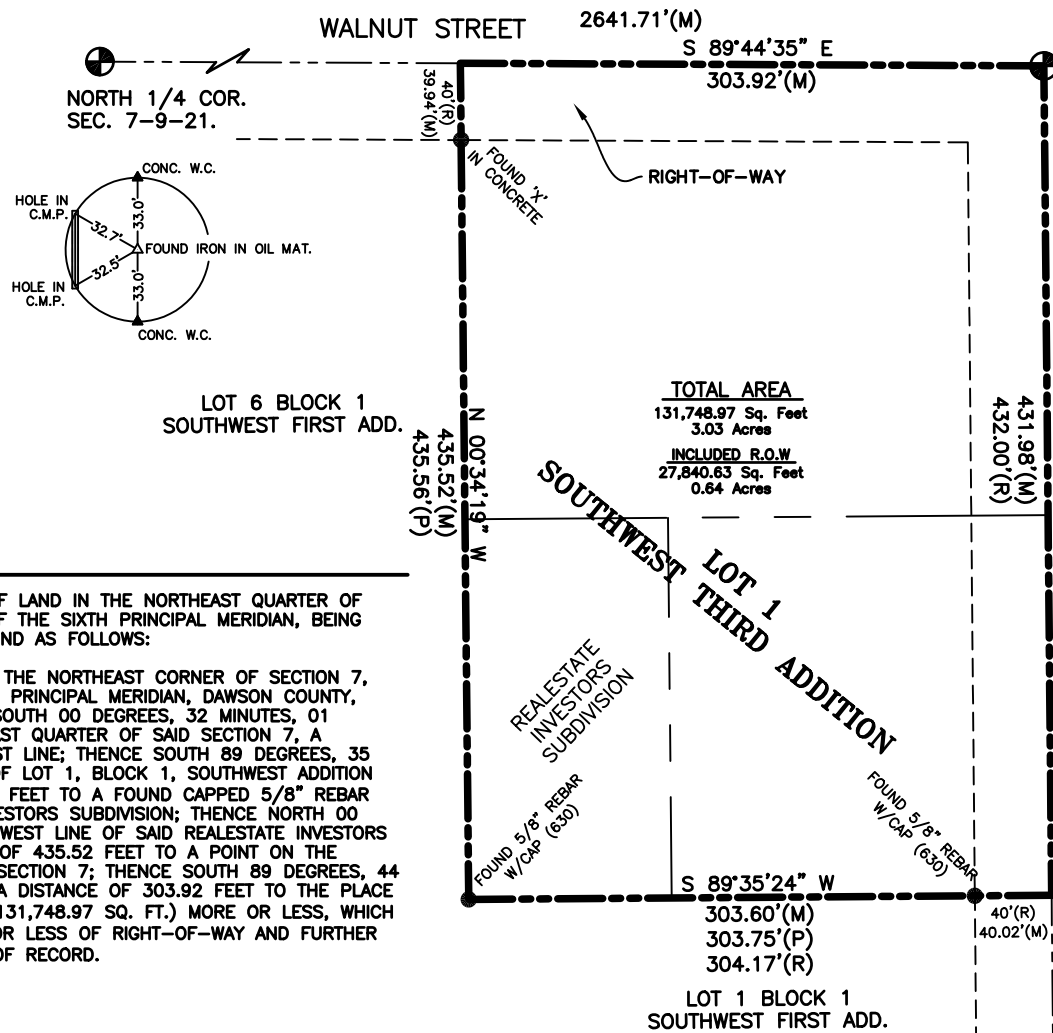 WALNUT STREET
2641.71'(M)
S 89°44'35" E
303.92'(M)
NORTH 1/4 COR.
SEC. 7-9-21.
40'(R)
39.94'(M)
FOUND 'X'
IN CONCRETE
RIGHT-OF-WAY
CONC. W.C.
HOLE IN
C.M.P.
33.0'
32.7'
FOUND IRON IN OIL MAT.
32.5'
33.0'
HOLE IN
C.M.P.
CONC. W.C.
LOT 6 BLOCK 1
SOUTHWEST FIRST ADD.
N 00°34'19" W
435.52'(M)
435.56'(P)
TOTAL AREA
131,748.97 Sq. Feet
3.03 Acres
INCLUDED R.O.W
27,840.63 Sq. Feet
0.64 Acres
431.98'(M)
432.00'(R)
LOT 1
SOUTHWEST THIRD ADDITION
REALESTATE
INVESTORS
SUBDIVISION
F LAND IN THE NORTHEAST QUARTER OF
F THE SIXTH PRINCIPAL MERIDIAN, BEING
ND AS FOLLOWS:
THE NORTHEAST CORNER OF SECTION 7,
PRINCIPAL MERIDIAN, DAWSON COUNTY,
SOUTH 00 DEGREES, 32 MINUTES, 01
AST QUARTER OF SAID SECTION 7, A
ST LINE; THENCE SOUTH 89 DEGREES, 35
OF LOT 1, BLOCK 1, SOUTHWEST ADDITION
FEET TO A FOUND CAPPED 5/8" REBAR
ESTORS SUBDIVISION; THENCE NORTH 00
WEST LINE OF SAID REALESTATE INVESTORS
OF 435.52 FEET TO A POINT ON THE
SECTION 7; THENCE SOUTH 89 DEGREES, 44
A DISTANCE OF 303.92 FEET TO THE PLACE
131,748.97 SQ. FT.) MORE OR LESS, WHICH
OR LESS OF RIGHT-OF-WAY AND FURTHER
OF RECORD.
FOUND 5/8" REBAR
W/CAP (630)
FOUND 5/8" REBAR
W/CAP (630)
S 89°35'24" W
303.60'(M)
303.75'(P)
304.17'(R)
40'(R)
40.02'(M)
LOT 1 BLOCK 1
SOUTHWEST FIRST ADD.